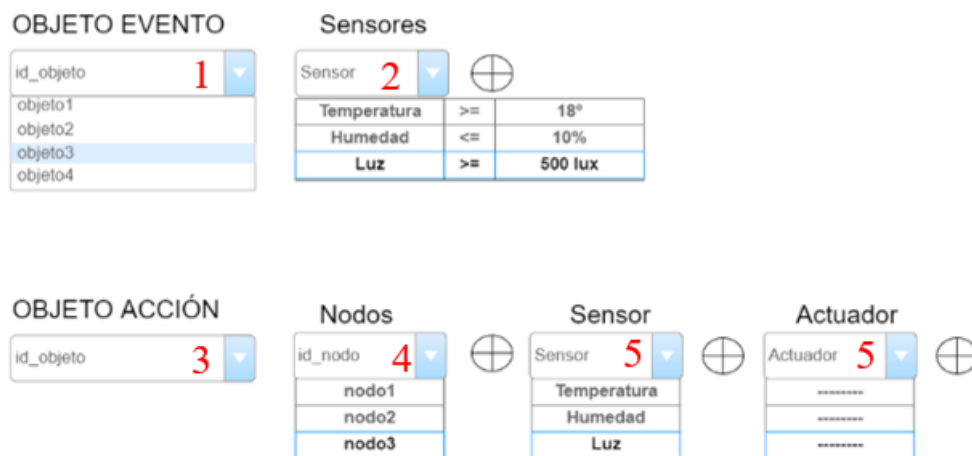 OBJETO EVENTO Sensores
id_objeto 1 Sensor 2
objeto1
objeto2
objeto3
objeto4
Temperatura >= 18º
Humedad <= 10%
Luz >= 500 lux
OBJETO ACCIÓN Nodos Sensor Actuador
id_objeto 3 id_nodo 4 Sensor 5 Actuador 5
nodo1 Temperatura --------
nodo2 Humedad --------
nodo3 Luz --------